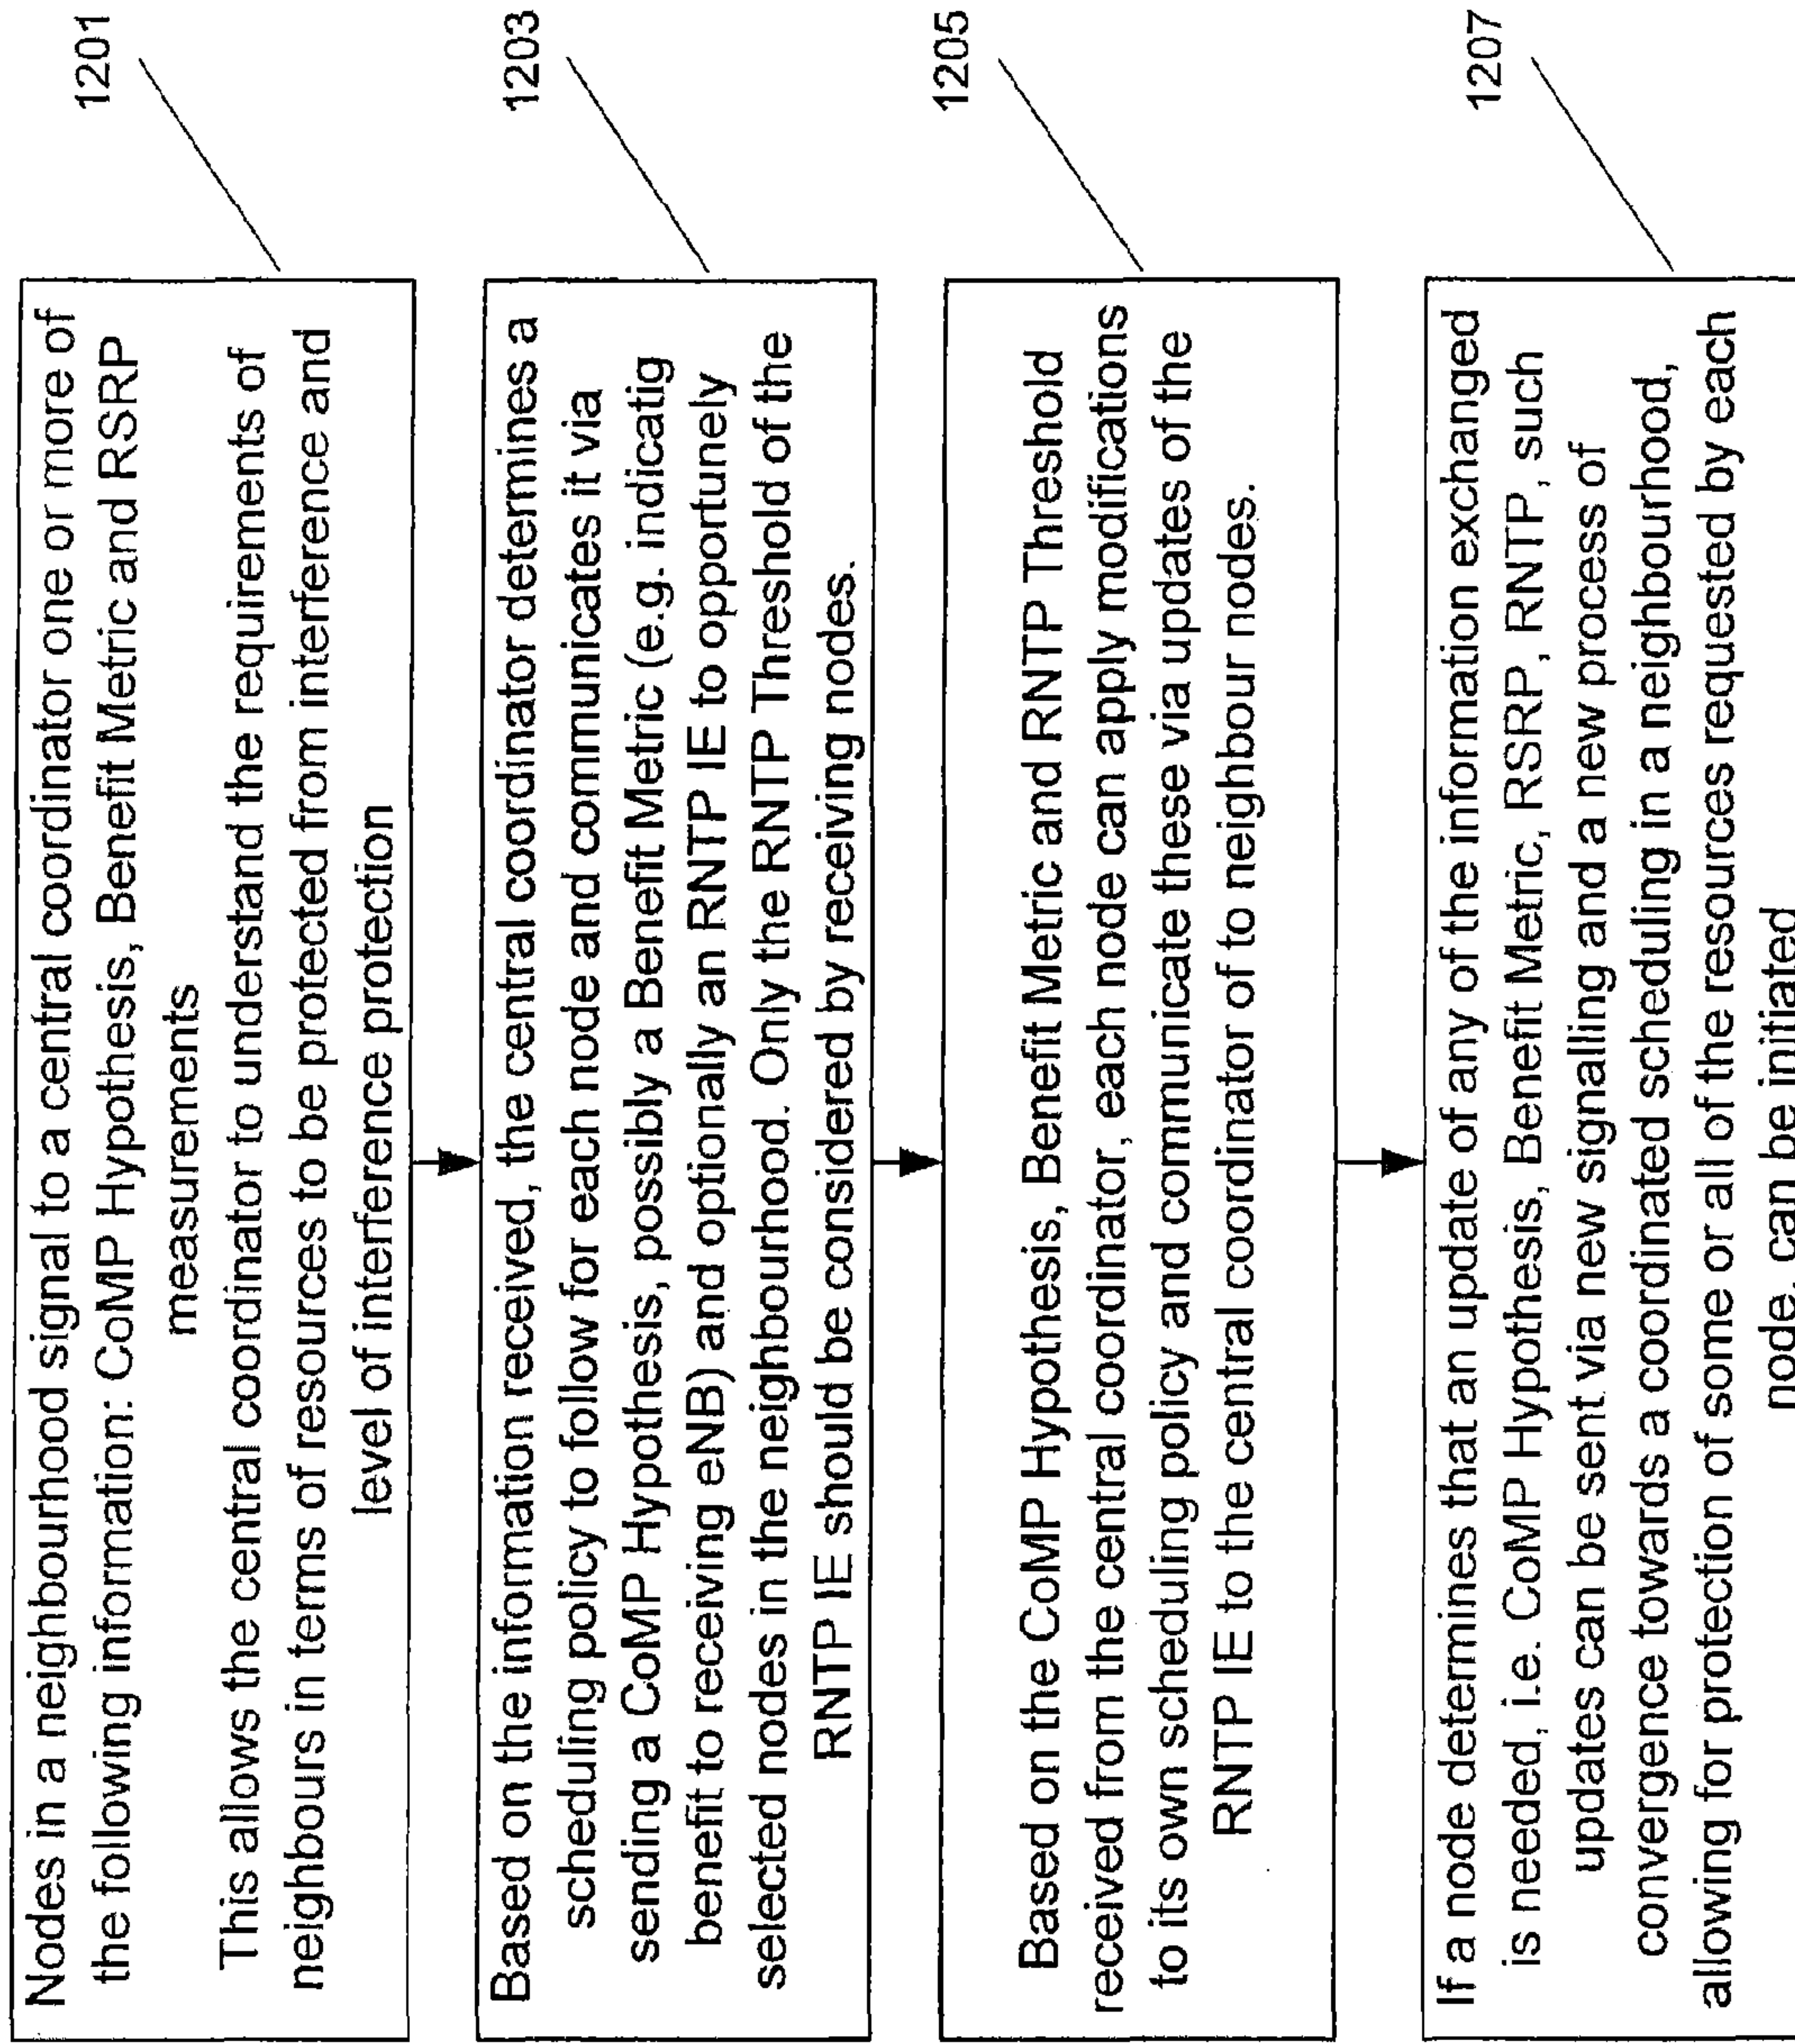 Nodes in a neighbourhood signal to a central coordinator one or more of
the following information: CoMP Hypothesis, Benefit Metric and RSRP
measurements
This allows the central coordinator to understand the requirements of
neighbours in terms of resources to be protected from interference and
level of interference protection
1201
Based on the information received, the central coordinator determines a
scheduling policy to follow for each node and communicates it via
sending a CoMP Hypothesis, possibly a Benefit Metric (e.g. indicatig
benefit to receiving eNB) and optionally an RNTP IE to opportunely
selected nodes in the neighbourhood. Only the RNTP Threshold of the
RNTP IE should be considered by receiving nodes.
1203
Based on the CoMP Hypothesis, Benefit Metric and RNTP Threshold
received from the central coordinator, each node can apply modifications
to its own scheduling policy and communicate these via updates of the
RNTP IE to the central coordinator of to neighbour nodes.
1205
If a node determines that an update of any of the information exchanged
is needed, i.e. CoMP Hypothesis, Benefit Metric, RSRP, RNTP, such
updates can be sent via new signalling and a new process of
convergence towards a coordinated scheduling in a neighbourhood,
allowing for protection of some or all of the resources requested by each
node, can be initiated
1207